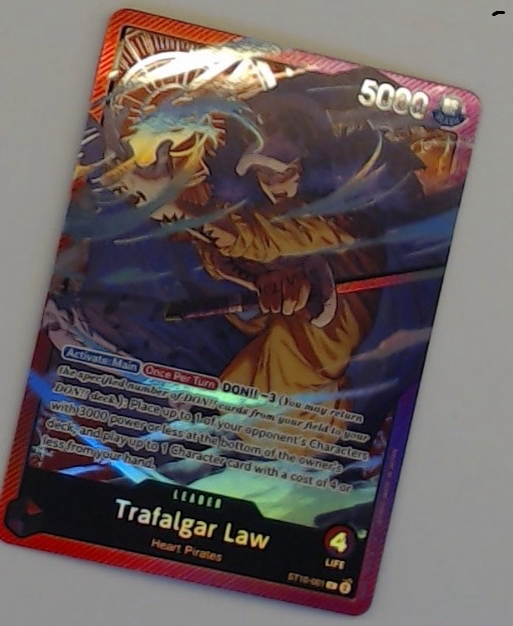 5000
Activate: Main Once Per Turn DON!! −3 (You may return
the specified number of DON!! cards from your field to your
DON!! deck.): Place up to 1 of your opponent's Characters
with 3000 power or less at the bottom of the owner's
deck, and play up to 1 Character card with a cost of 4 or
less from your hand.
LEADER
Trafalgar Law
4
LIFE
Heart Pirates
ST10-001